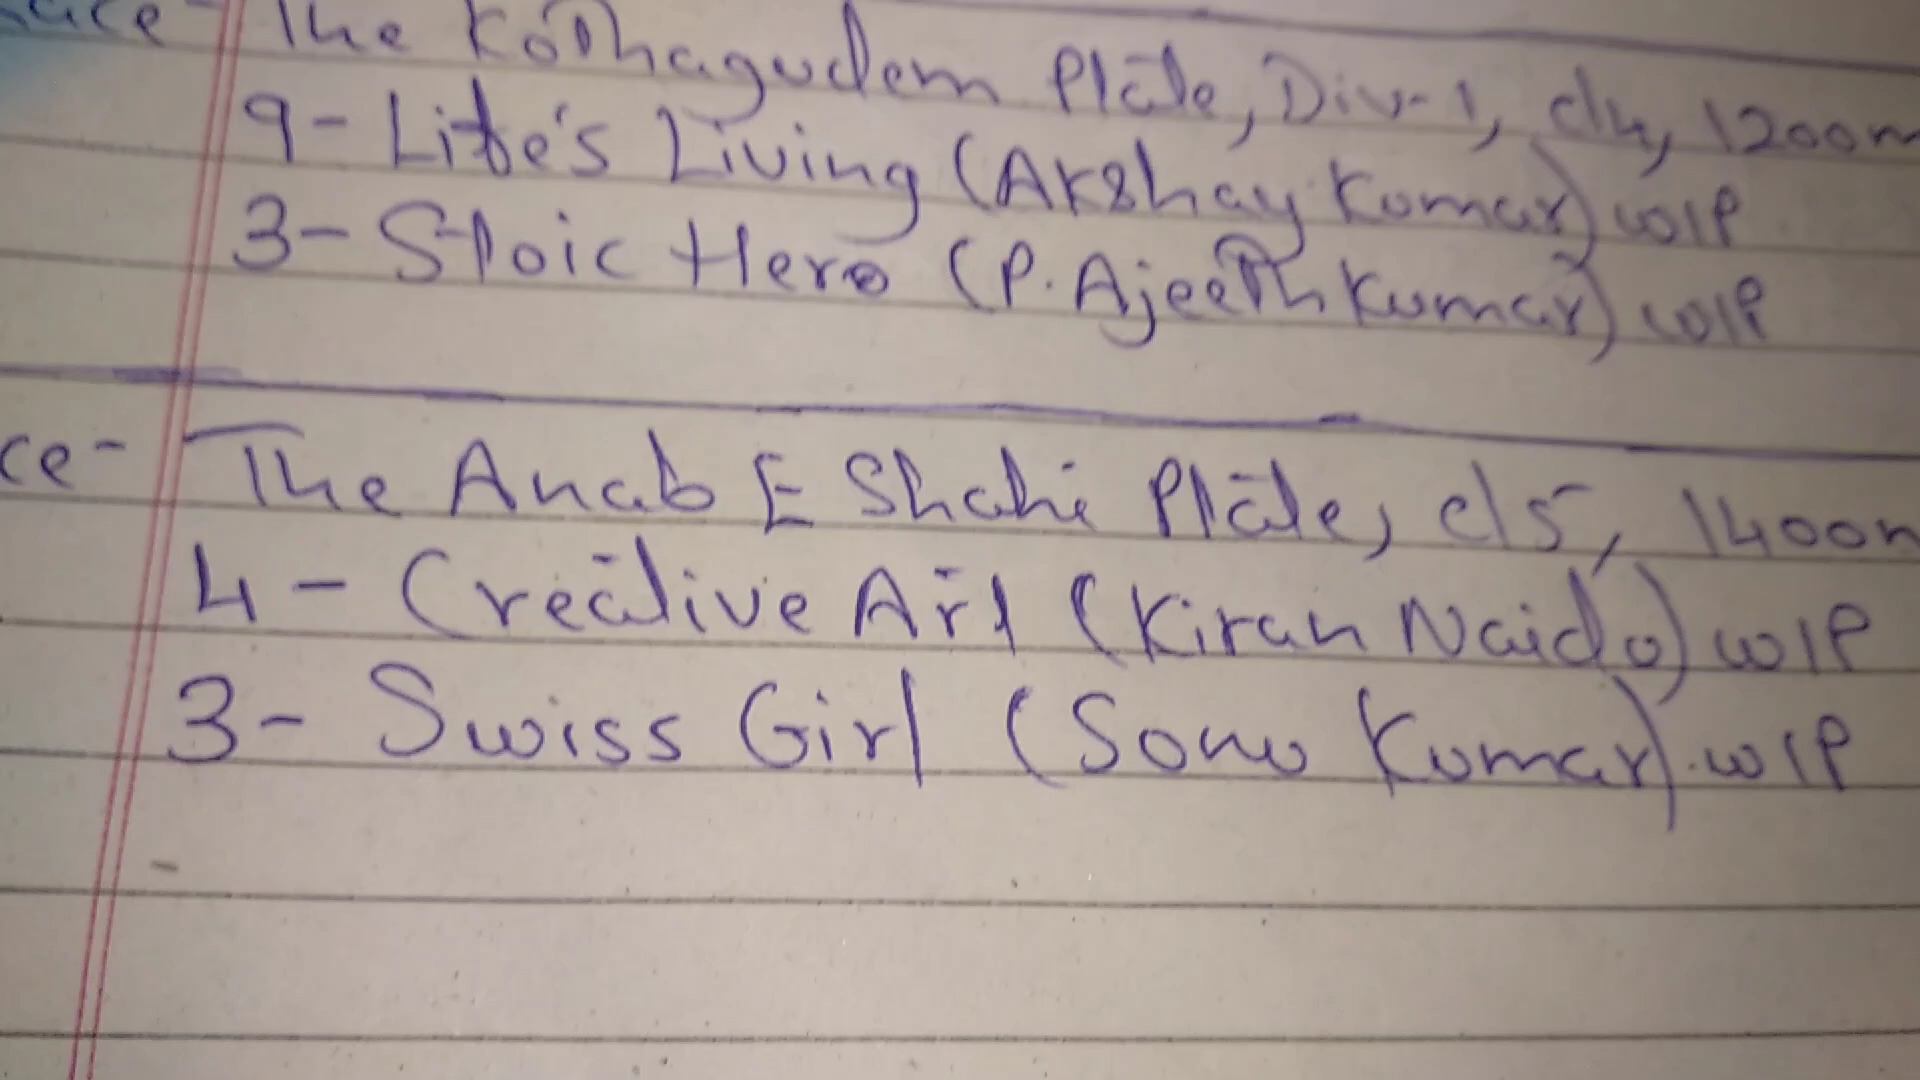 The Kothagudem Plate, Div-1, cl4, 1200m
9- Life's Living (Akshay Kumar) w/P
3- Stoic Hero (P. Ajeeth Kumar) w/P
ce- The Anab E Shahi Plate, cl5, 1400m
4- Creative Art (Kiran Naidu) w/P
3- Swiss Girl (Sonu Kumar). w/P